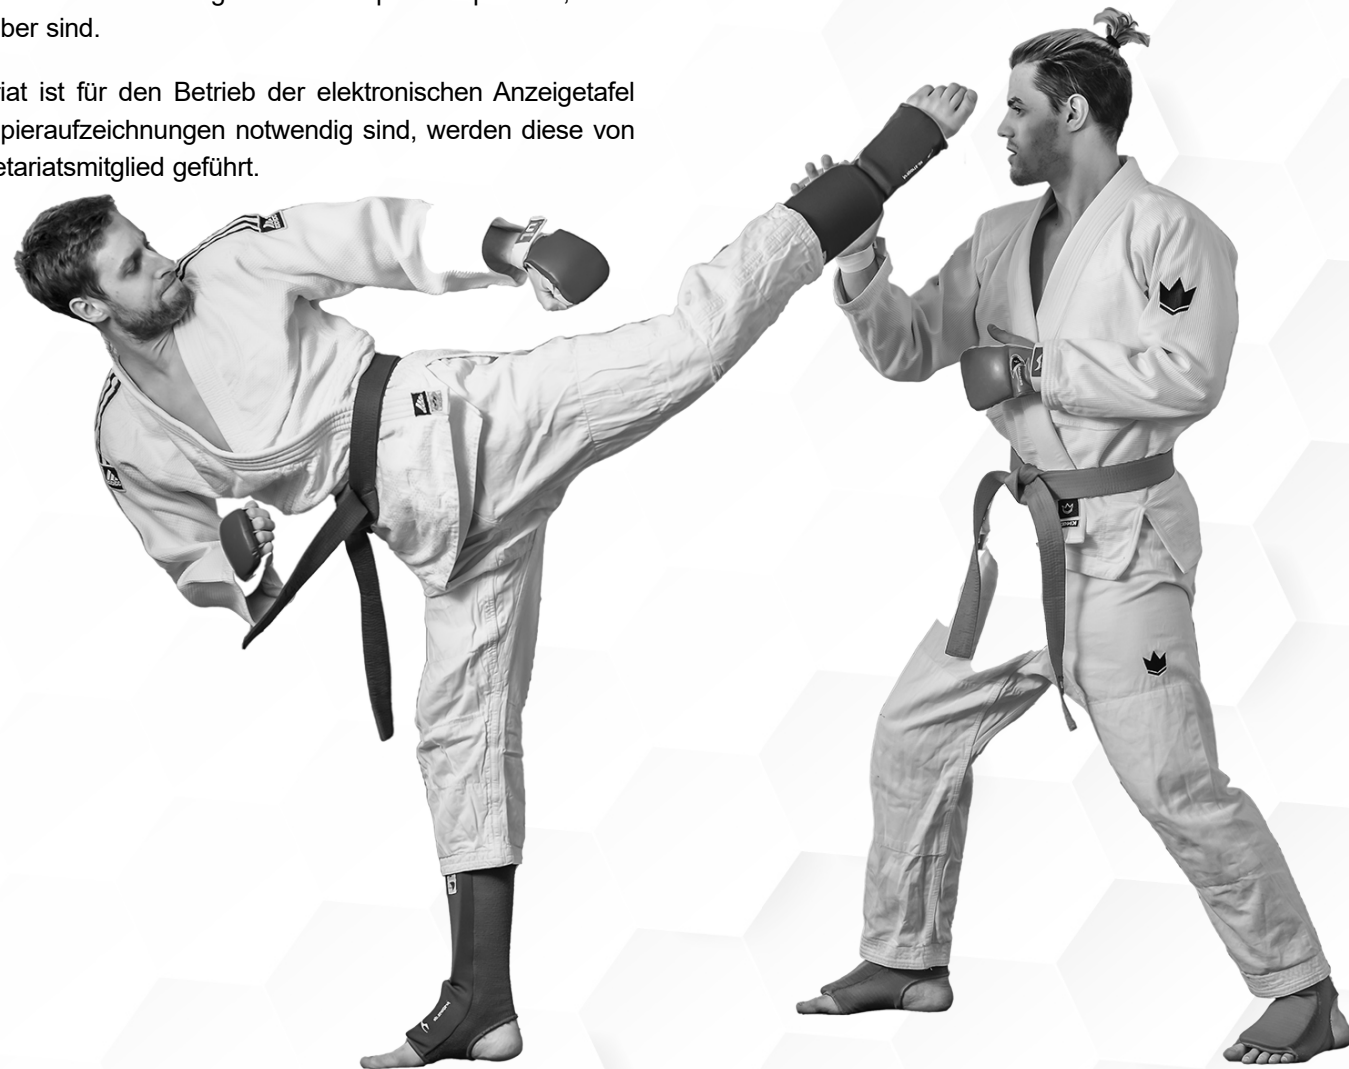 ber sind.
iat ist für den Betrieb der elektronischen Anzeigetafel
pieraufzeichnungen notwendig sind, werden diese von
etariatsmitglied geführt.